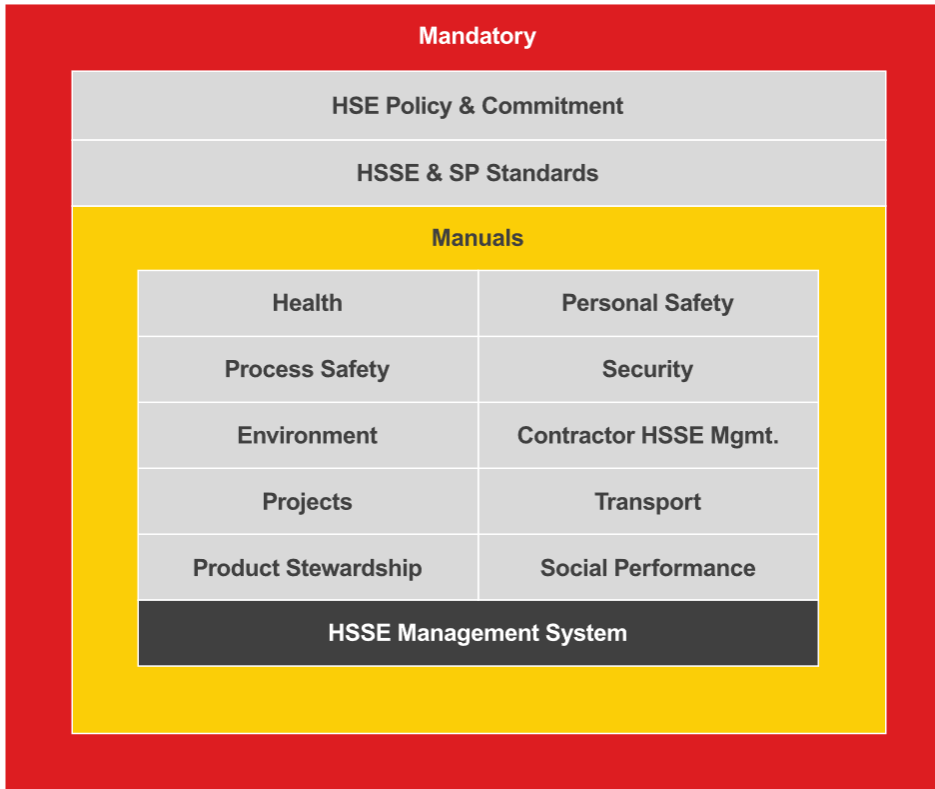 Mandatory
HSE Policy & Commitment
HSSE & SP Standards
Manuals
Health
Personal Safety
Process Safety
Security
Environment
Contractor HSSE Mgmt.
Projects
Transport
Product Stewardship
Social Performance
HSSE Management System